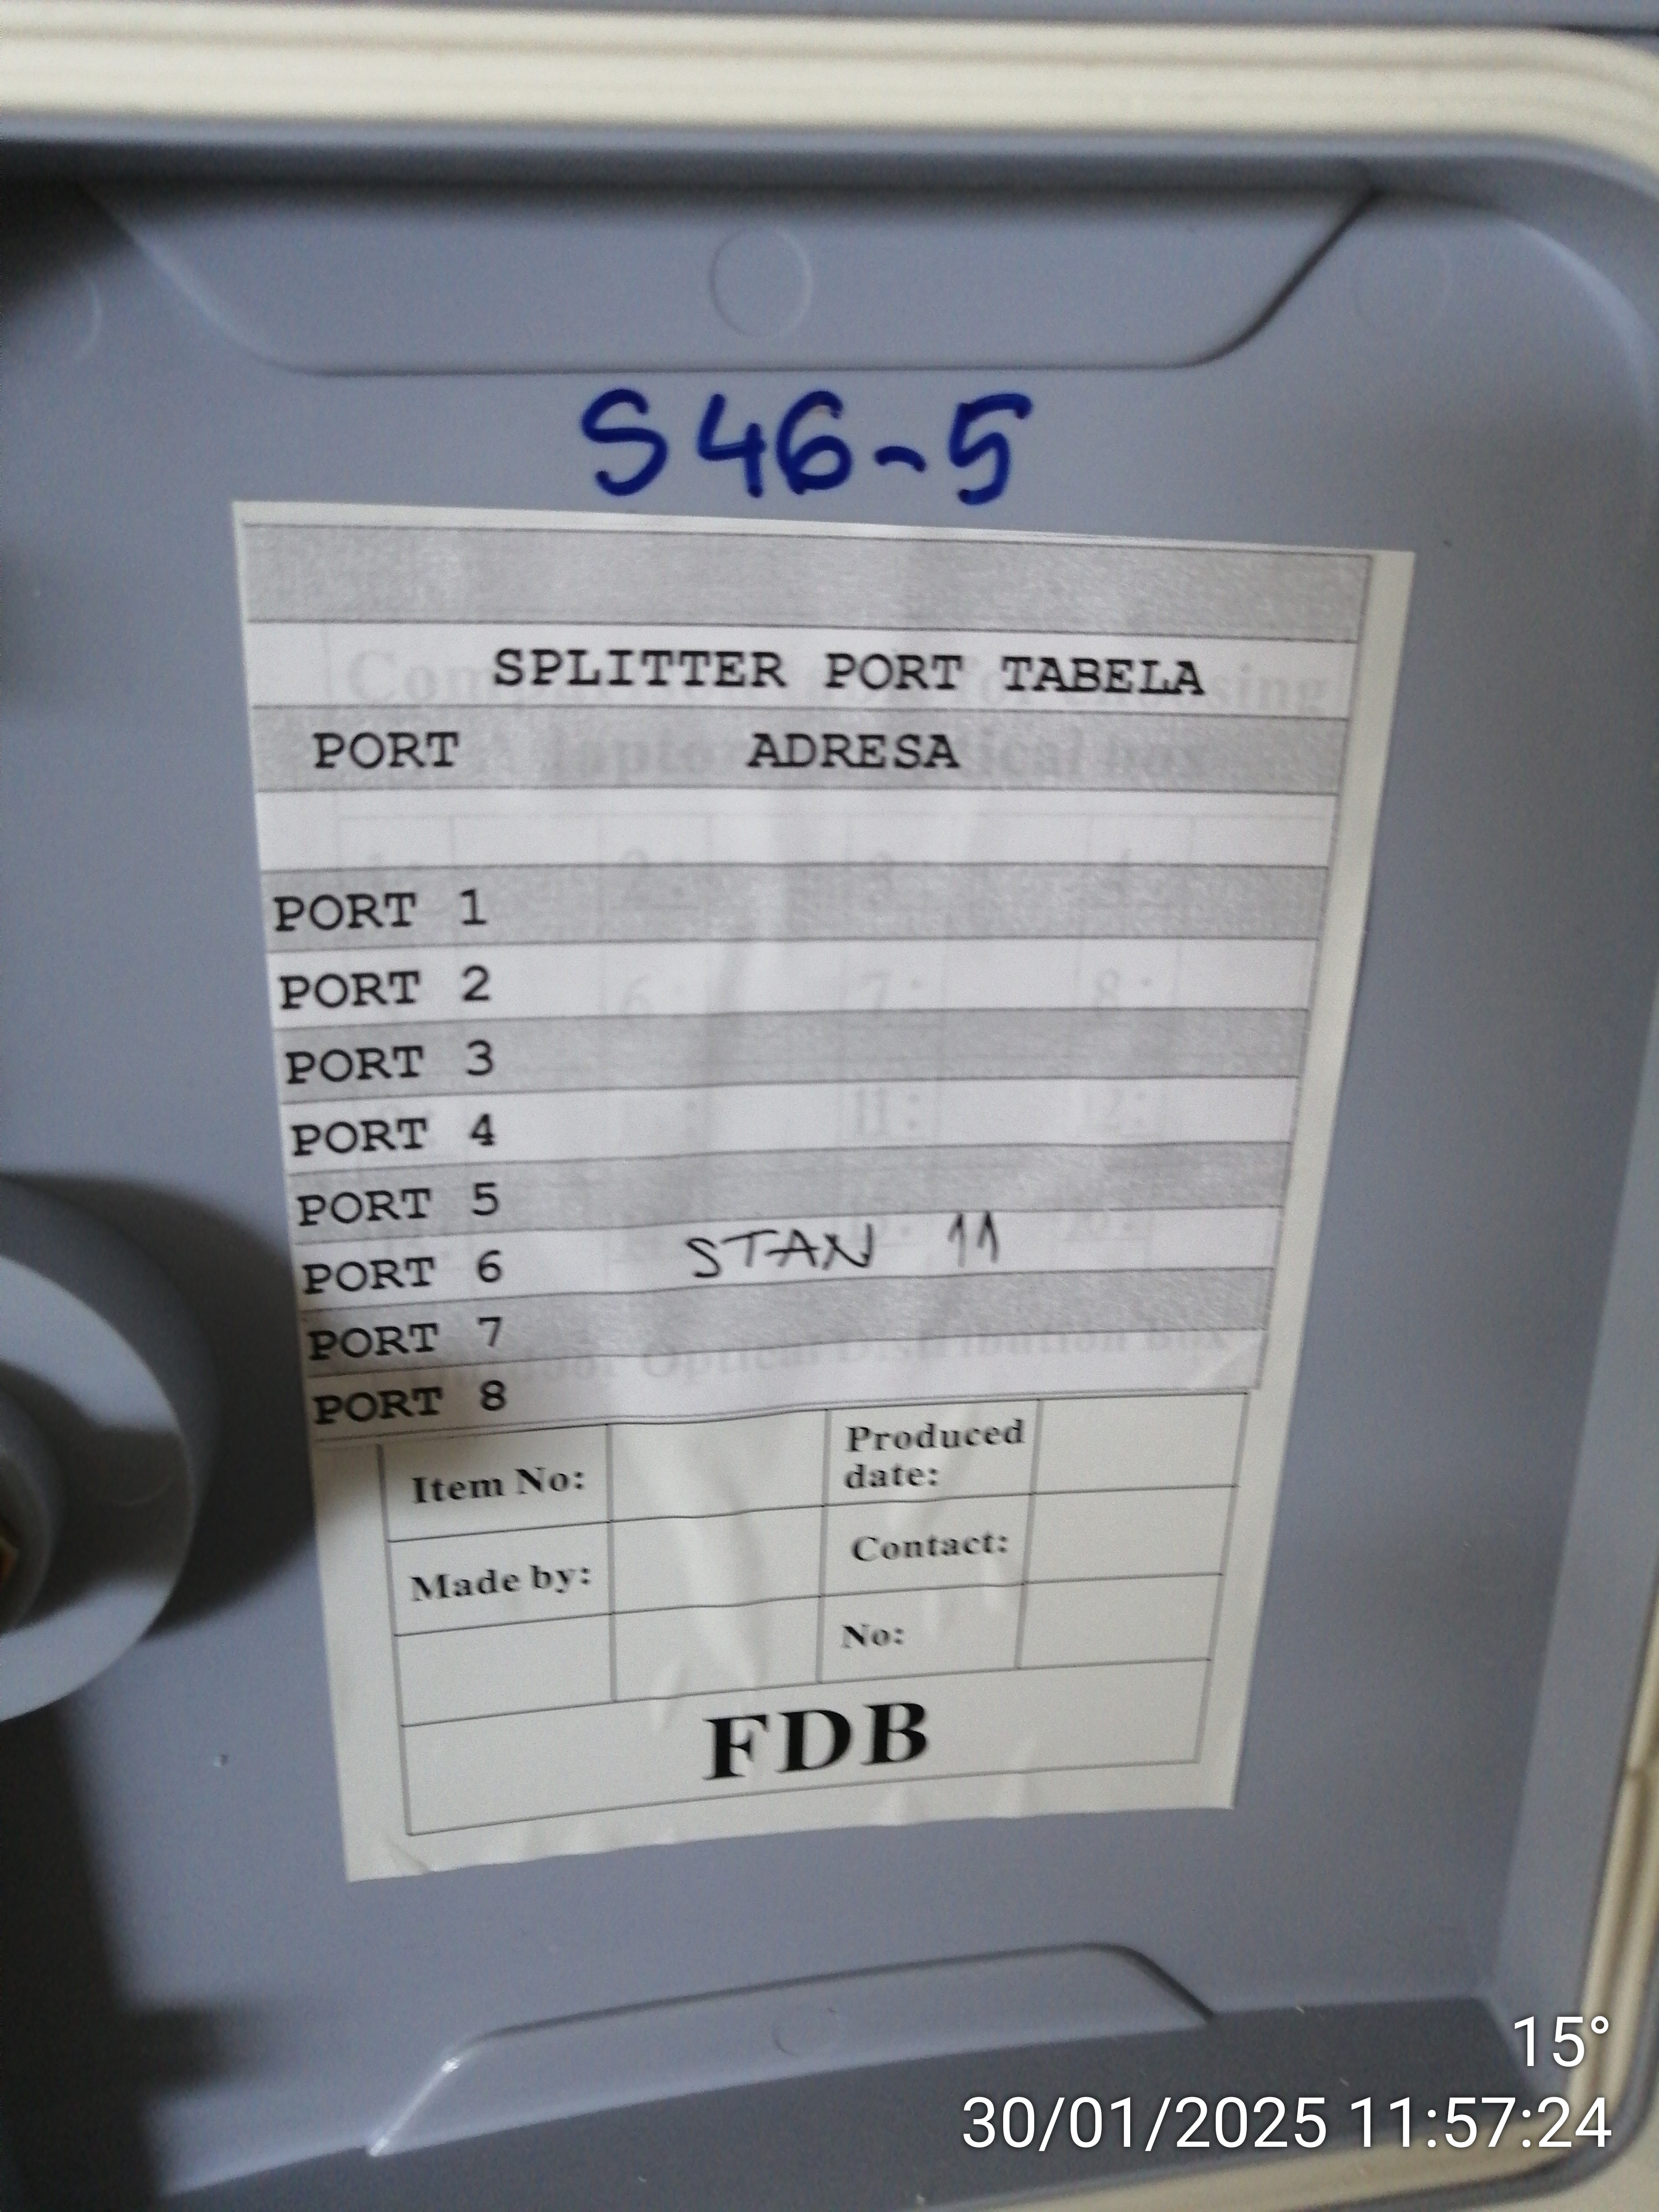 S46-5
SPLITTER PORT TABELA
PORT ADRESA
PORT 1
PORT 2
PORT 3
PORT 4
PORT 5
PORT 6 STAN 11
PORT 7
PORT 8
Item No: Produced date:
Made by: Contact:
No:
FDB
15°
30/01/2025 11:57:24